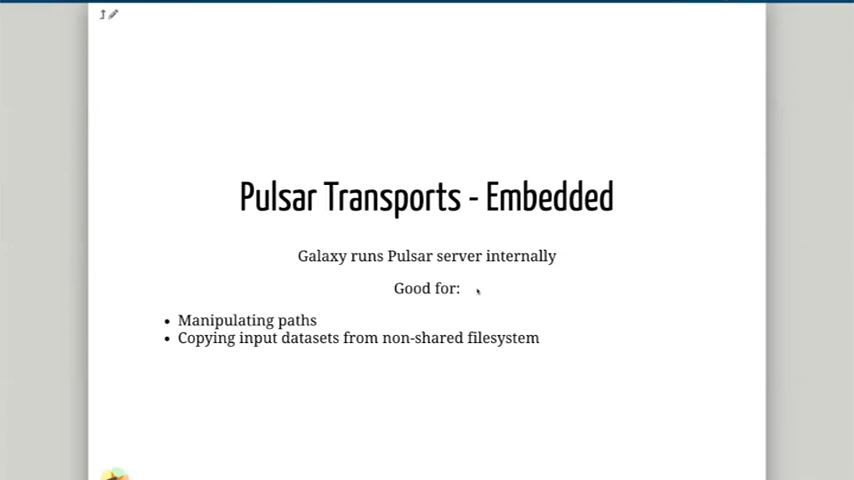 Pulsar Transports - Embedded
Galaxy runs Pulsar server internally
Good for:
Manipulating paths
Copying input datasets from non-shared filesystem